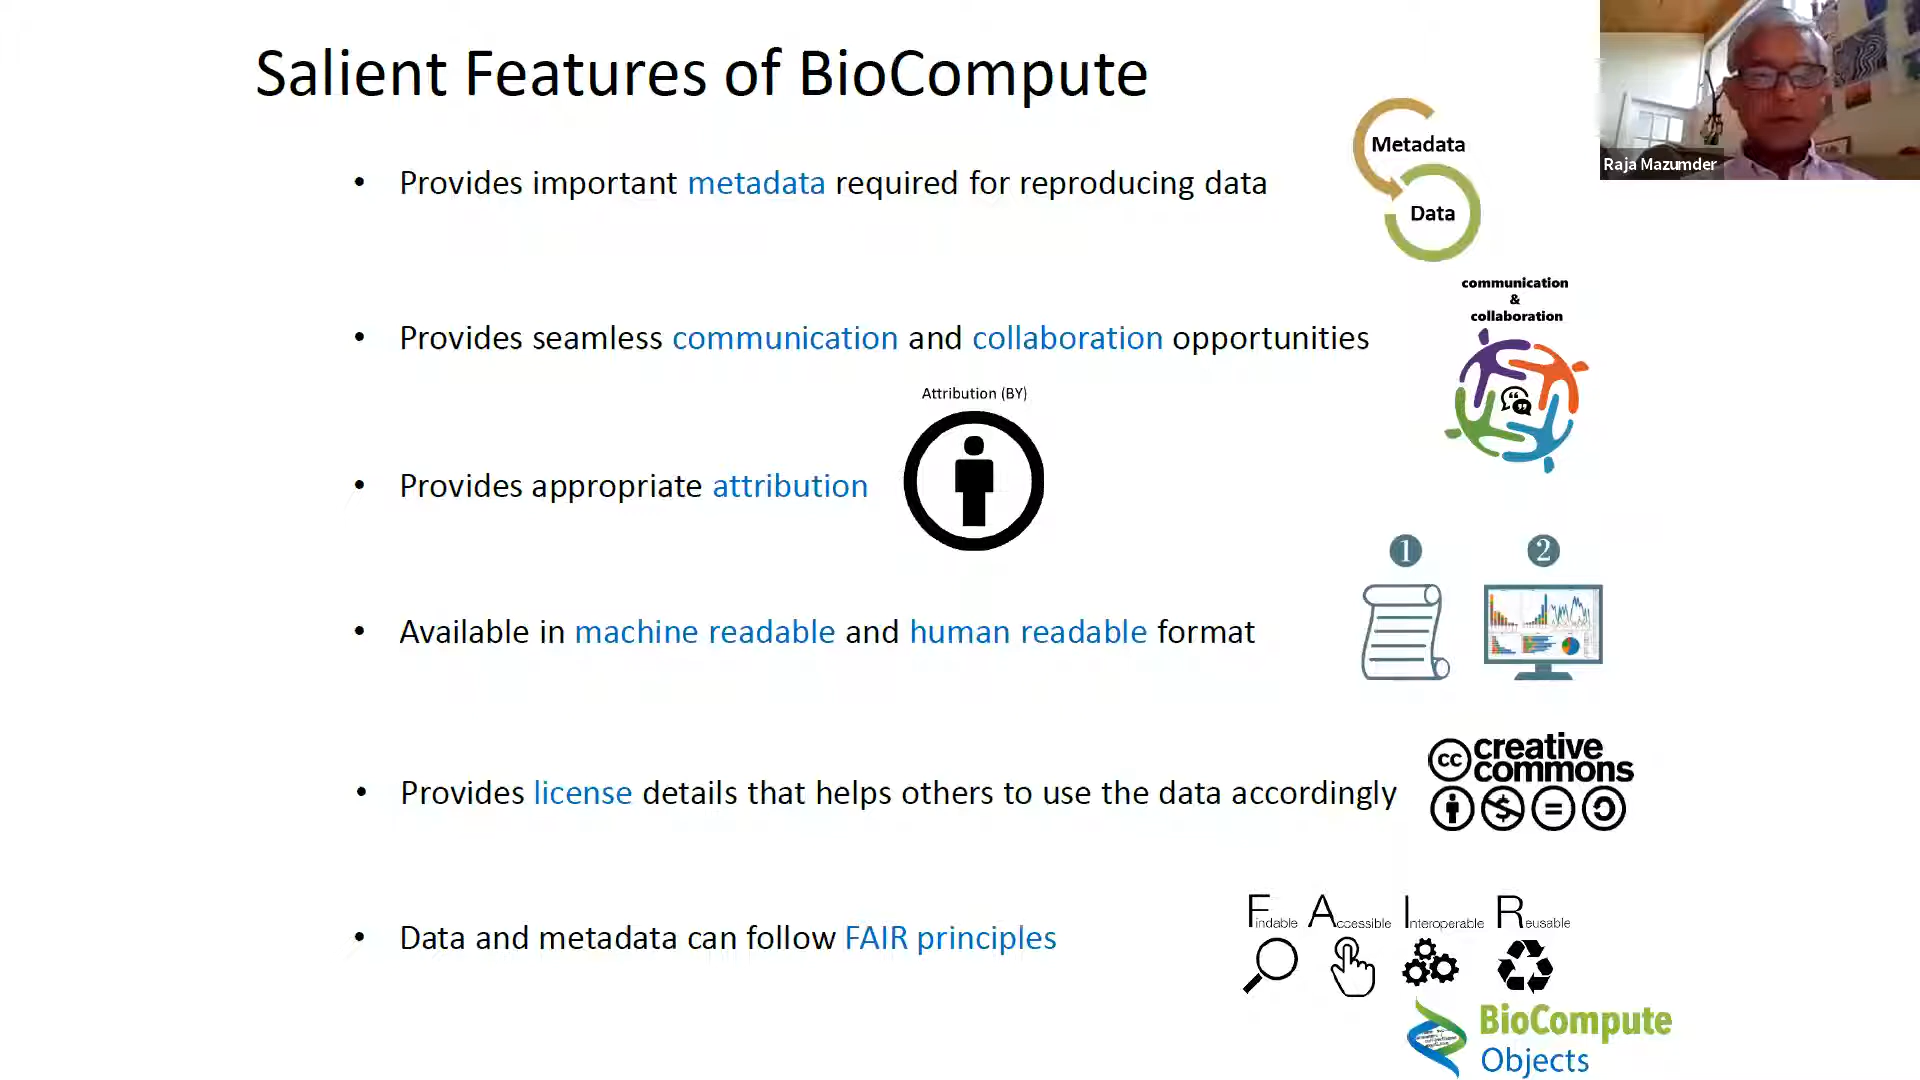 Salient Features of BioCompute
Raja Mazumder
• Provides important metadata required for reproducing data
Metadata
Data
• Provides seamless communication and collaboration opportunities
communication
&
collaboration
Attribution (BY)
• Provides appropriate attribution
1 2
• Available in machine readable and human readable format
• Provides license details that helps others to use the data accordingly
cc creative
commons
• Data and metadata can follow FAIR principles
Findable Accessible Interoperable Reusable
BioCompute
Objects